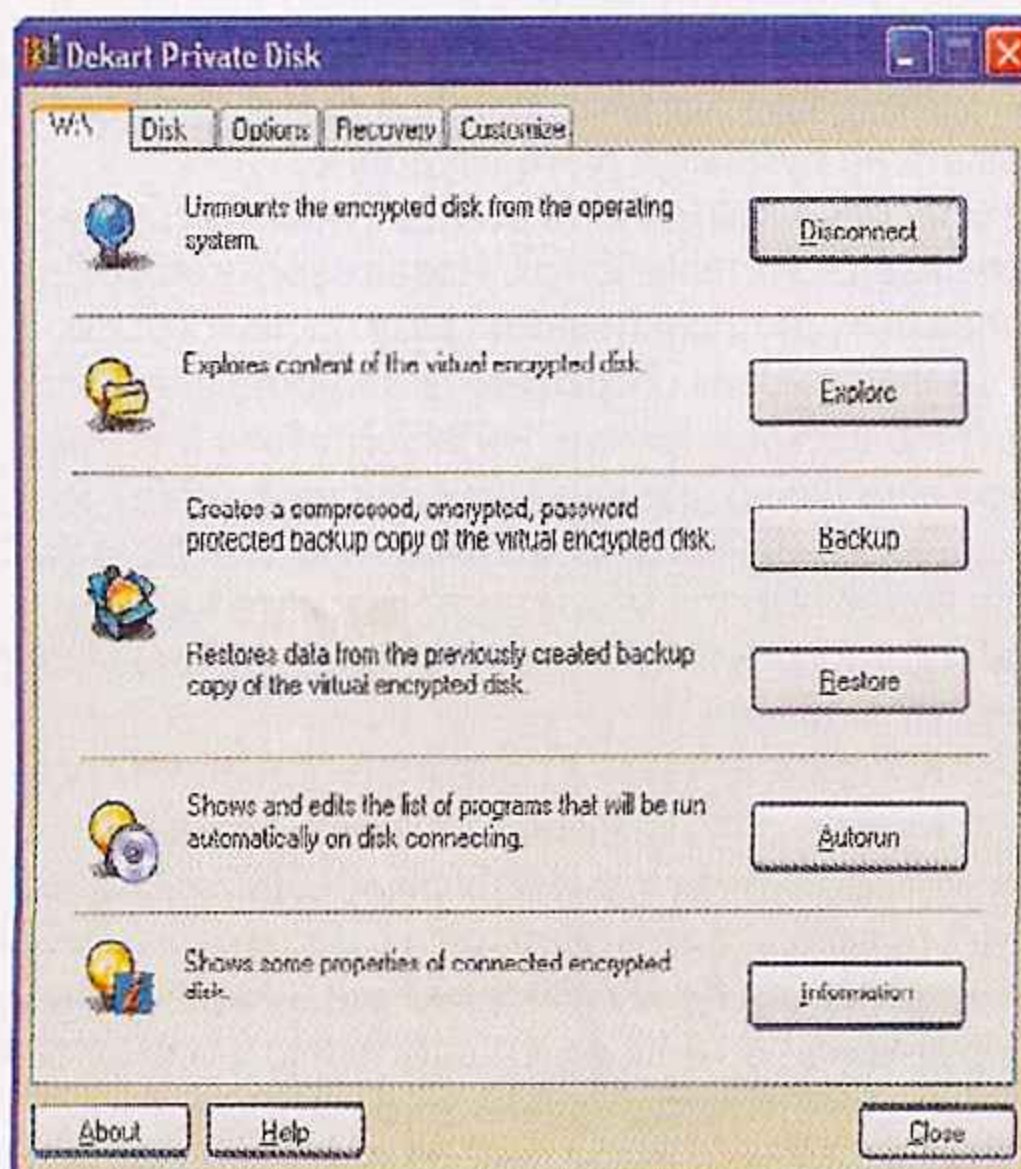 Dekart Private Disk
W:\ Disk Options Recovery Customize
Unmounts the encrypted disk from the operating
system.
Disconnect
Explores content of the virtual encrypted disk.
Explore
Creates a compressed, encrypted, password
protected backup copy of the virtual encrypted disk.
Backup
Restores data from the previously created backup
copy of the virtual encrypted disk.
Restore
Shows and edits the list of programs that will be run
automatically on disk connecting.
Autorun
Shows some properties of connected encrypted
disk.
Information
About Help Close